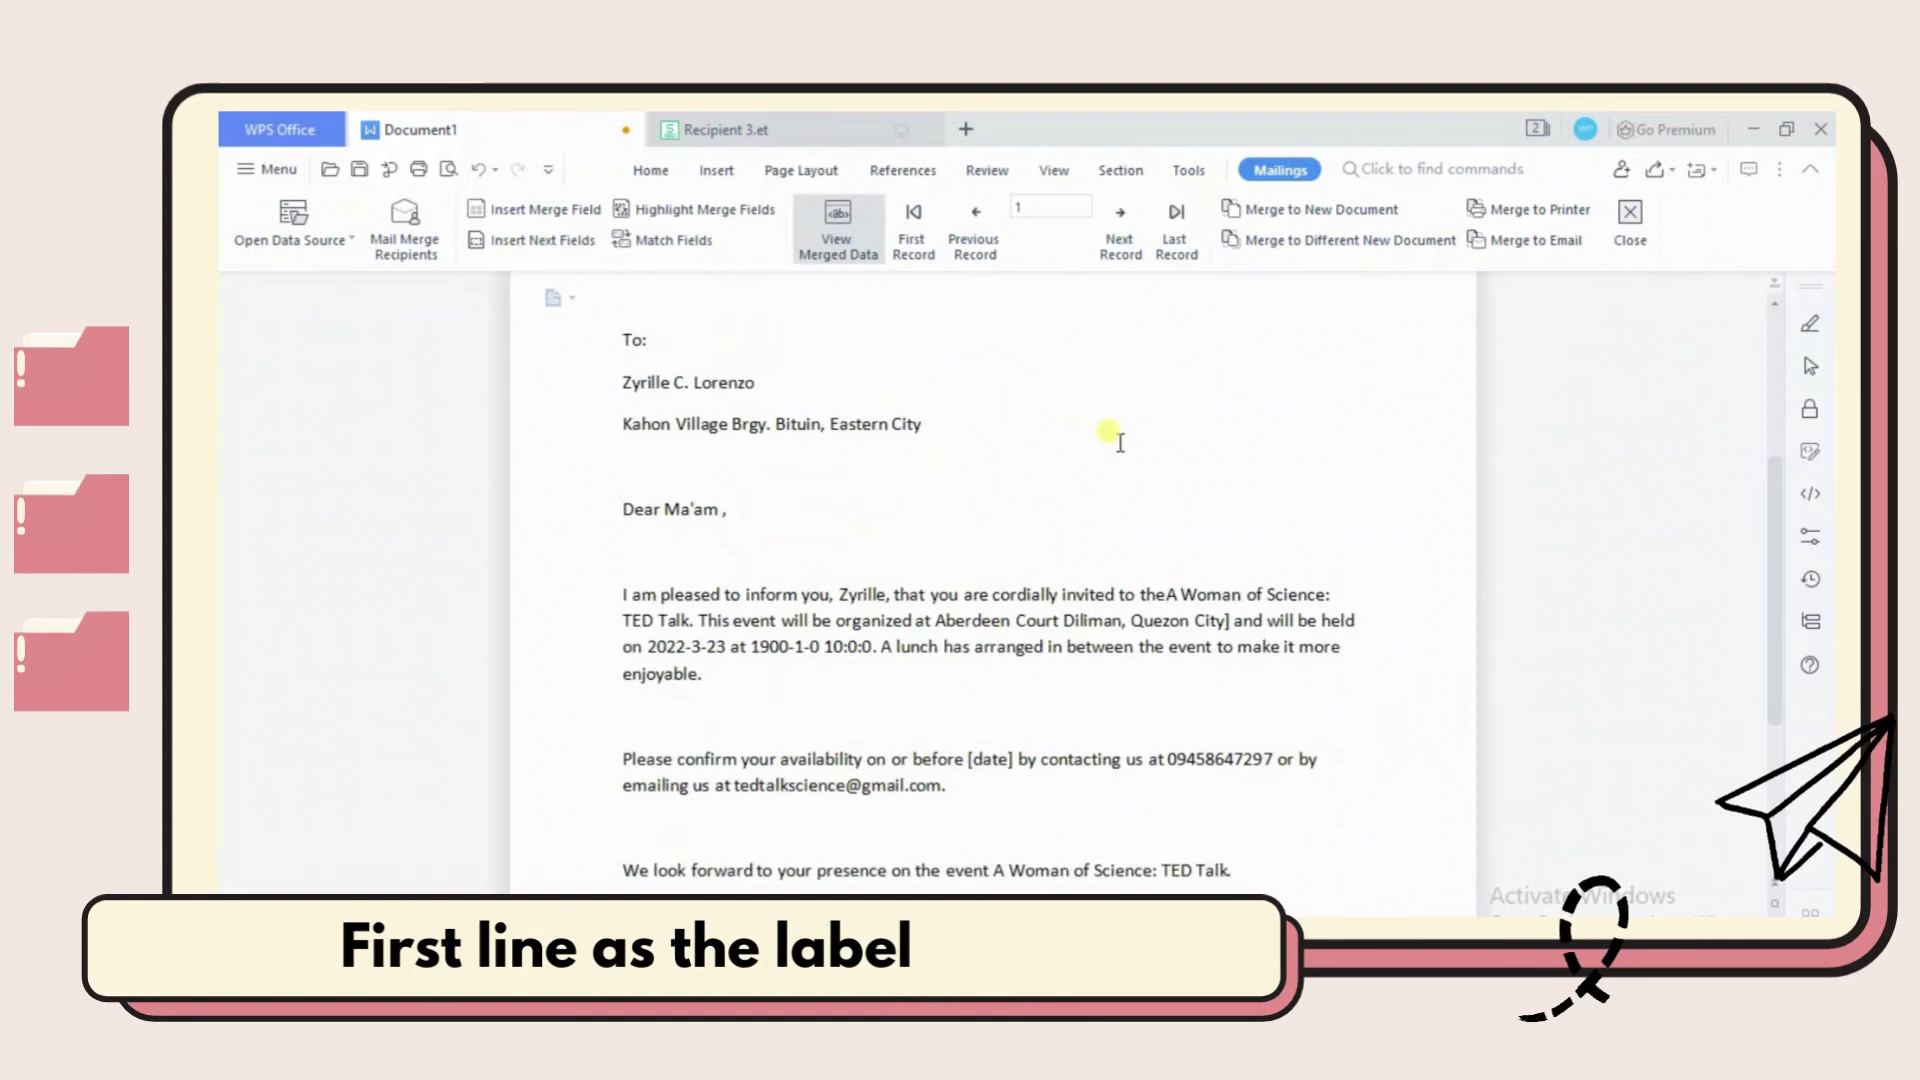 WPS Office
Document1
Recipient 3.et
2
WP
Go Premium
Menu
Home
Insert
Page Layout
References
Review
View
Section
Tools
Mailings
Click to find commands
Open Data Source
Mail Merge
Recipients
Insert Merge Field
Insert Next Fields
Highlight Merge Fields
Match Fields
View
Merged Data
First
Record
Previous
Record
1
Next
Record
Last
Record
Merge to New Document
Merge to Different New Document
Merge to Printer
Merge to Email
Close
To:
Zyrille C. Lorenzo
Kahon Village Brgy. Bituin, Eastern City
Dear Ma'am ,
I am pleased to inform you, Zyrille, that you are cordially invited to theA Woman of Science:
TED Talk. This event will be organized at Aberdeen Court Diliman, Quezon City] and will be held
on 2022-3-23 at 1900-1-0 10:0:0. A lunch has arranged in between the event to make it more
enjoyable.
Please confirm your availability on or before [date] by contacting us at 09458647297 or by
emailing us at tedtalkscience@gmail.com.
We look forward to your presence on the event A Woman of Science: TED Talk.
Activate Windows
First line as the label